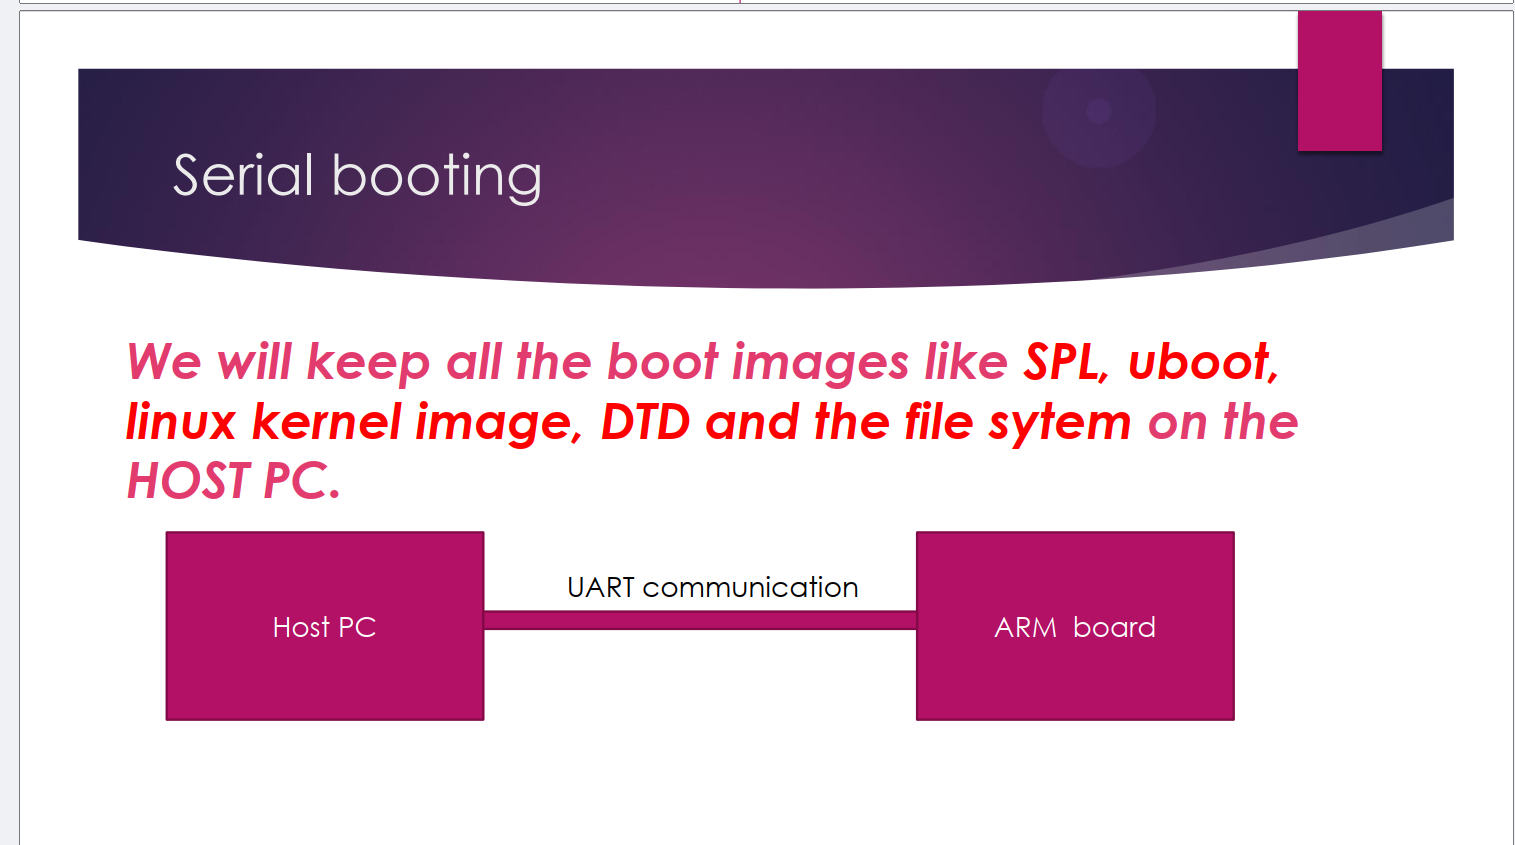 Serial booting
We will keep all the boot images like SPL, uboot,
linux kernel image, DTD and the file sytem on the
HOST PC.
UART communication
Host PC
ARM board